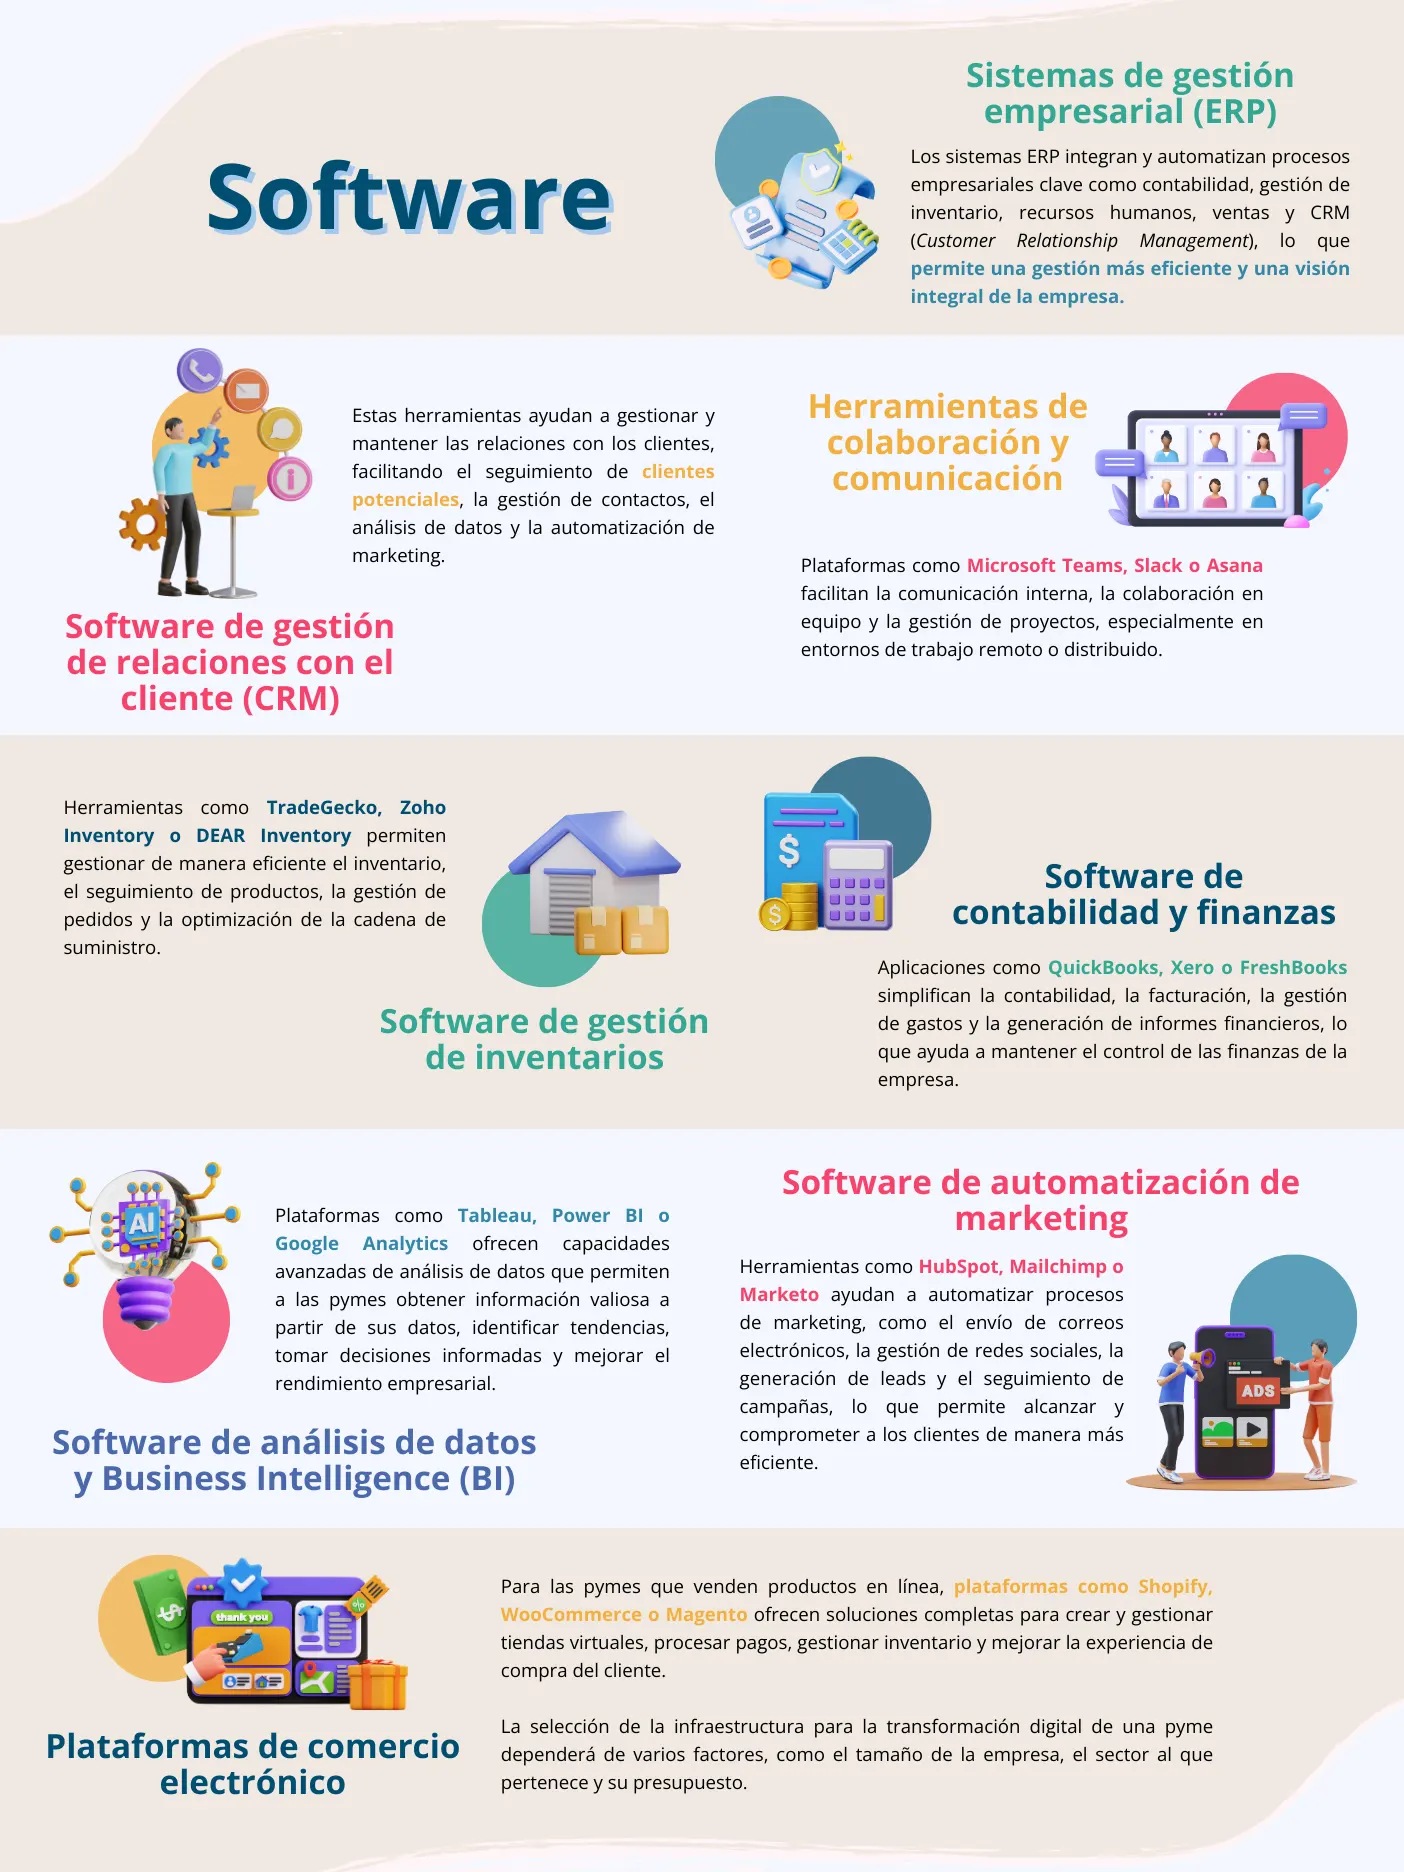 Software
Sistemas de gestión
empresarial (ERP)
Los sistemas ERP integran y automatizan procesos
empresariales clave como contabilidad, gestión de
inventario, recursos humanos, ventas y CRM
(Customer Relationship Management), lo que
permite una gestión más eficiente y una visión
integral de la empresa.
Estas herramientas ayudan a gestionar y
mantener las relaciones con los clientes,
facilitando el seguimiento de clientes
potenciales, la gestión de contactos, el
análisis de datos y la automatización de
marketing.
Software de gestión
de relaciones con el
cliente (CRM)
Herramientas de
colaboración y
comunicación
Plataformas como Microsoft Teams, Slack o Asana
facilitan la comunicación interna, la colaboración en
equipo y la gestión de proyectos, especialmente en
entornos de trabajo remoto o distribuido.
Herramientas como TradeGecko, Zoho
Inventory o DEAR Inventory permiten
gestionar de manera eficiente el inventario,
el seguimiento de productos, la gestión de
pedidos y la optimización de la cadena de
suministro.
Software de gestión
de inventarios
$
$
Software de
contabilidad y finanzas
Aplicaciones como QuickBooks, Xero o FreshBooks
simplifican la contabilidad, la facturación, la gestión
de gastos y la generación de informes financieros, lo
que ayuda a mantener el control de las finanzas de la
empresa.
AI
Plataformas como Tableau, Power BI o
Google Analytics ofrecen capacidades
avanzadas de análisis de datos que permiten
a las pymes obtener información valiosa a
partir de sus datos, identificar tendencias,
tomar decisiones informadas y mejorar el
rendimiento empresarial.
Software de análisis de datos
y Business Intelligence (BI)
Software de automatización de
marketing
Herramientas como HubSpot, Mailchimp o
Marketo ayudan a automatizar procesos
de marketing, como el envío de correos
electrónicos, la gestión de redes sociales, la
generación de leads y el seguimiento de
campañas, lo que permite alcanzar y
comprometer a los clientes de manera más
eficiente.
ADS
$
thank you
%
Plataformas de comercio
electrónico
Para las pymes que venden productos en línea, plataformas como Shopify,
WooCommerce o Magento ofrecen soluciones completas para crear y gestionar
tiendas virtuales, procesar pagos, gestionar inventario y mejorar la experiencia de
compra del cliente.
La selección de la infraestructura para la transformación digital de una pyme
dependerá de varios factores, como el tamaño de la empresa, el sector al que
pertenece y su presupuesto.